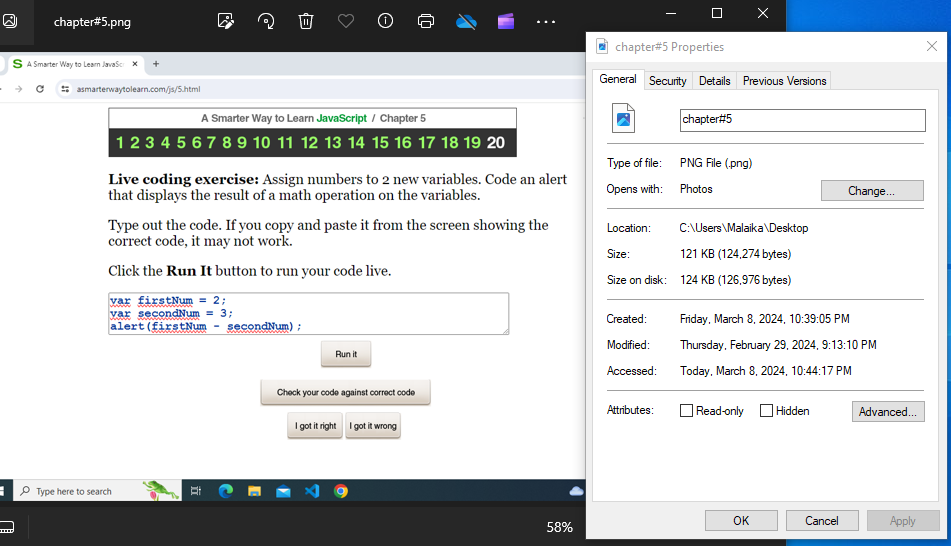 chapter#5.png
A Smarter Way to Learn JavaSc
asmarterwaytolearn.com/js/5.html
A Smarter Way to Learn JavaScript / Chapter 5
1 2 3 4 5 6 7 8 9 10 11 12 13 14 15 16 17 18 19 20
Live coding exercise: Assign numbers to 2 new variables. Code an alert
that displays the result of a math operation on the variables.
Type out the code. If you copy and paste it from the screen showing the
correct code, it may not work.
Click the Run It button to run your code live.
var firstNum = 2;
var secondNum = 3;
alert(firstNum - secondNum);
Run it
Check your code against correct code
I got it right I got it wrong
Type here to search
58%
chapter#5 Properties
General Security Details Previous Versions
chapter#5
Type of file: PNG File (.png)
Opens with: Photos Change...
Location: C:\Users\Malaika\Desktop
Size: 121 KB (124,274 bytes)
Size on disk: 124 KB (126,976 bytes)
Created: Friday, March 8, 2024, 10:39:05 PM
Modified: Thursday, February 29, 2024, 9:13:10 PM
Accessed: Today, March 8, 2024, 10:44:17 PM
Attributes: Read-only Hidden Advanced...
OK Cancel Apply